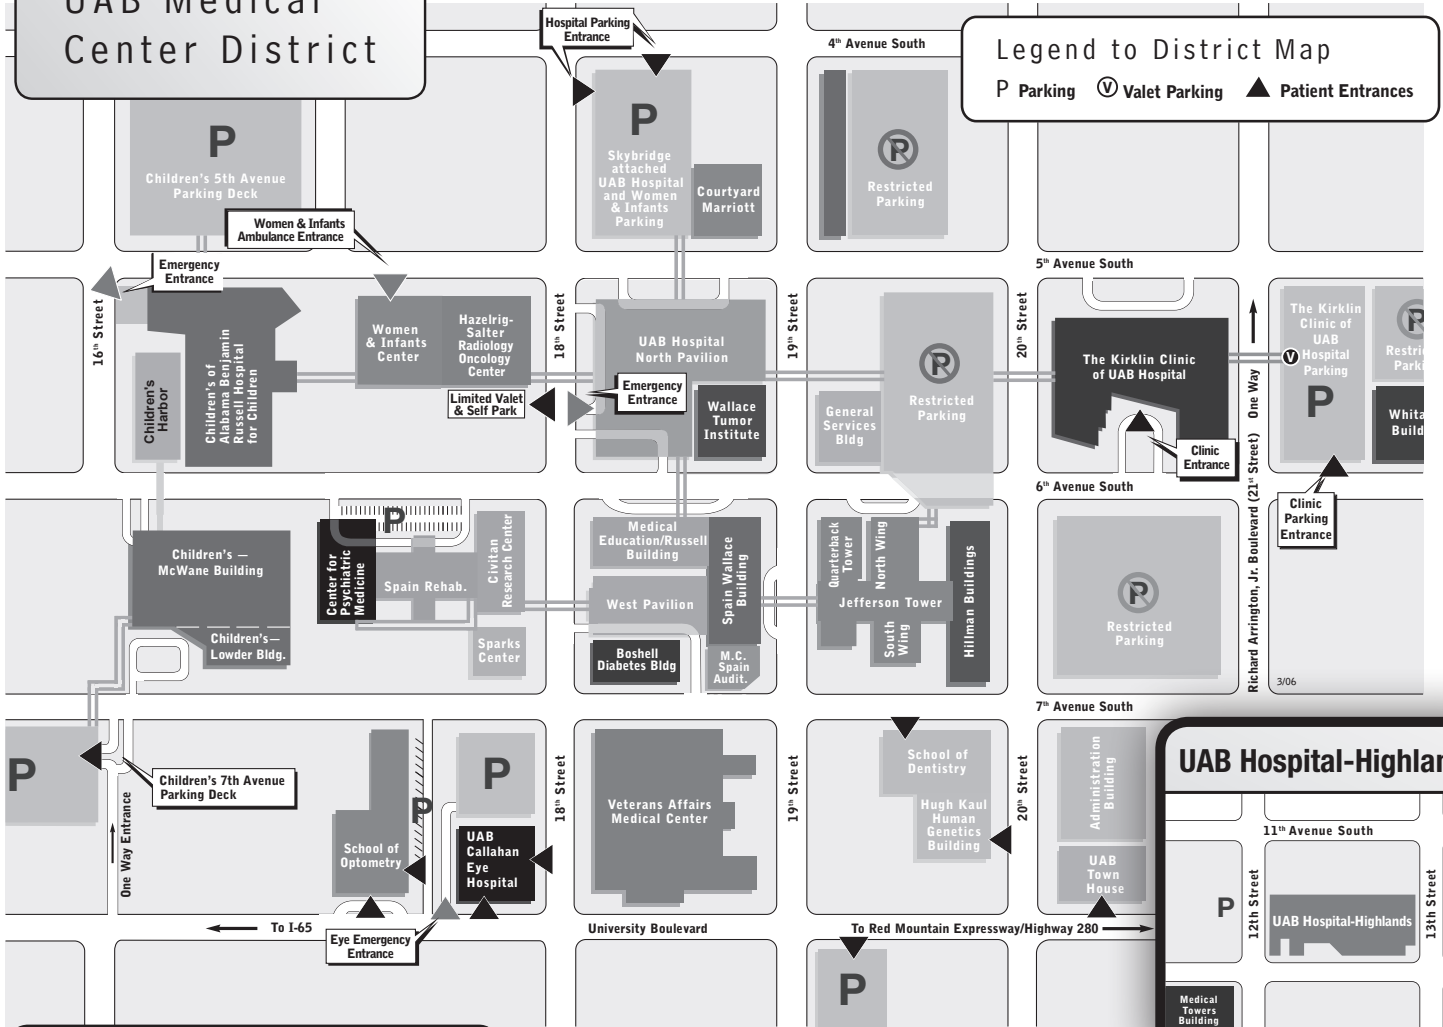 UAB Medical
Center District
Hospital Parking
Entrance
4th Avenue South
Legend to District Map
P Parking
V Valet Parking
Patient Entrances
P
Children's 5th Avenue
Parking Deck
P
Skybridge
attached
UAB Hospital
and Women
& Infants
Parking
Courtyard
Marriott
P
Restricted
Parking
Women & Infants
Ambulance Entrance
Emergency
Entrance
5th Avenue South
16th Street
18th Street
19th Street
20th Street
One Way
Children's
Harbor
Children's of
Alabama Benjamin
Russell Hospital
for Children
Women
& Infants
Center
Hazelrig-
Salter
Radiology
Oncology
Center
Limited Valet
& Self Park
UAB Hospital
North Pavilion
Emergency
Entrance
Wallace
Tumor
Institute
General
Services
Bldg
P
Restricted
Parking
The Kirklin Clinic
of UAB Hospital
Clinic
Entrance
V
The Kirklin
Clinic of
UAB
Hospital
Parking
P
P
Restri
Parki
Whita
Build
Clinic
Parking
Entrance
6th Avenue South
Richard Arrington, Jr. Boulevard (21st Street)
Children's —
McWane Building
Children's—
Lowder Bldg.
P
Center for
Psychiatric
Medicine
Spain Rehab.
Civitan
Research Center
Sparks
Center
Medical
Education/Russell
Building
West Pavilion
Spain Wallace
Building
Boshell
Diabetes Bldg
M.C.
Spain
Audit.
Quarterback
Tower
North Wing
Jefferson Tower
South
Wing
Hillman Buildings
P
Restricted
Parking
3/06
7th Avenue South
P
Children's 7th Avenue
Parking Deck
One Way Entrance
School of
Optometry
P
P
UAB
Callahan
Eye
Hospital
18th Street
Veterans Affairs
Medical Center
19th Street
School of
Dentistry
Hugh Kaul
Human
Genetics
Building
20th Street
Administration
Building
UAB
Town
House
To I-65
Eye Emergency
Entrance
University Boulevard
To Red Mountain Expressway/Highway 280
P
UAB Hospital-Highlan
11th Avenue South
P
12th Street
UAB Hospital-Highlands
13th Street
Medical
Towers
Building